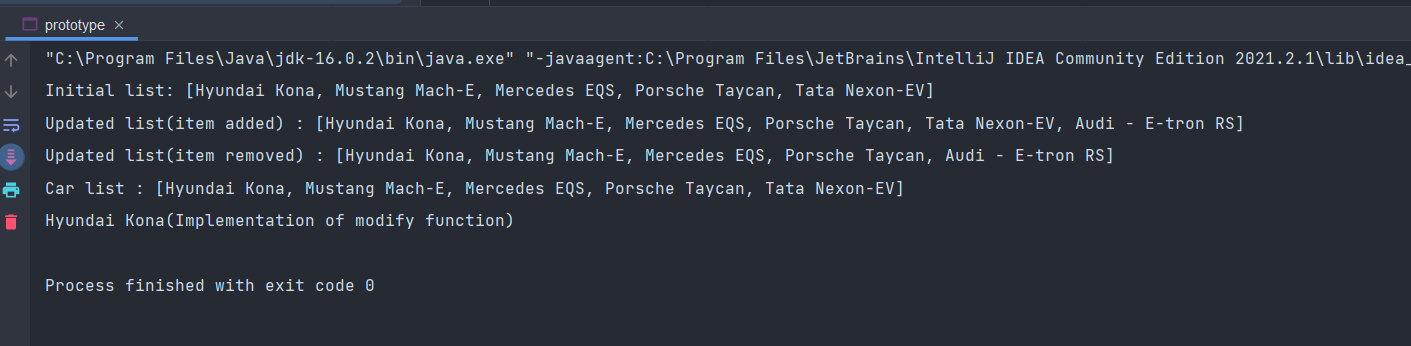 prototype
"C:\Program Files\Java\jdk-16.0.2\bin\java.exe" "-javaagent:C:\Program Files\JetBrains\IntelliJ IDEA Community Edition 2021.2.1\lib\idea_
Initial list: [Hyundai Kona, Mustang Mach-E, Mercedes EQS, Porsche Taycan, Tata Nexon-EV]
Updated list(item added) : [Hyundai Kona, Mustang Mach-E, Mercedes EQS, Porsche Taycan, Tata Nexon-EV, Audi - E-tron RS]
Updated list(item removed) : [Hyundai Kona, Mustang Mach-E, Mercedes EQS, Porsche Taycan, Audi - E-tron RS]
Car list : [Hyundai Kona, Mustang Mach-E, Mercedes EQS, Porsche Taycan, Tata Nexon-EV]
Hyundai Kona(Implementation of modify function)
Process finished with exit code 0